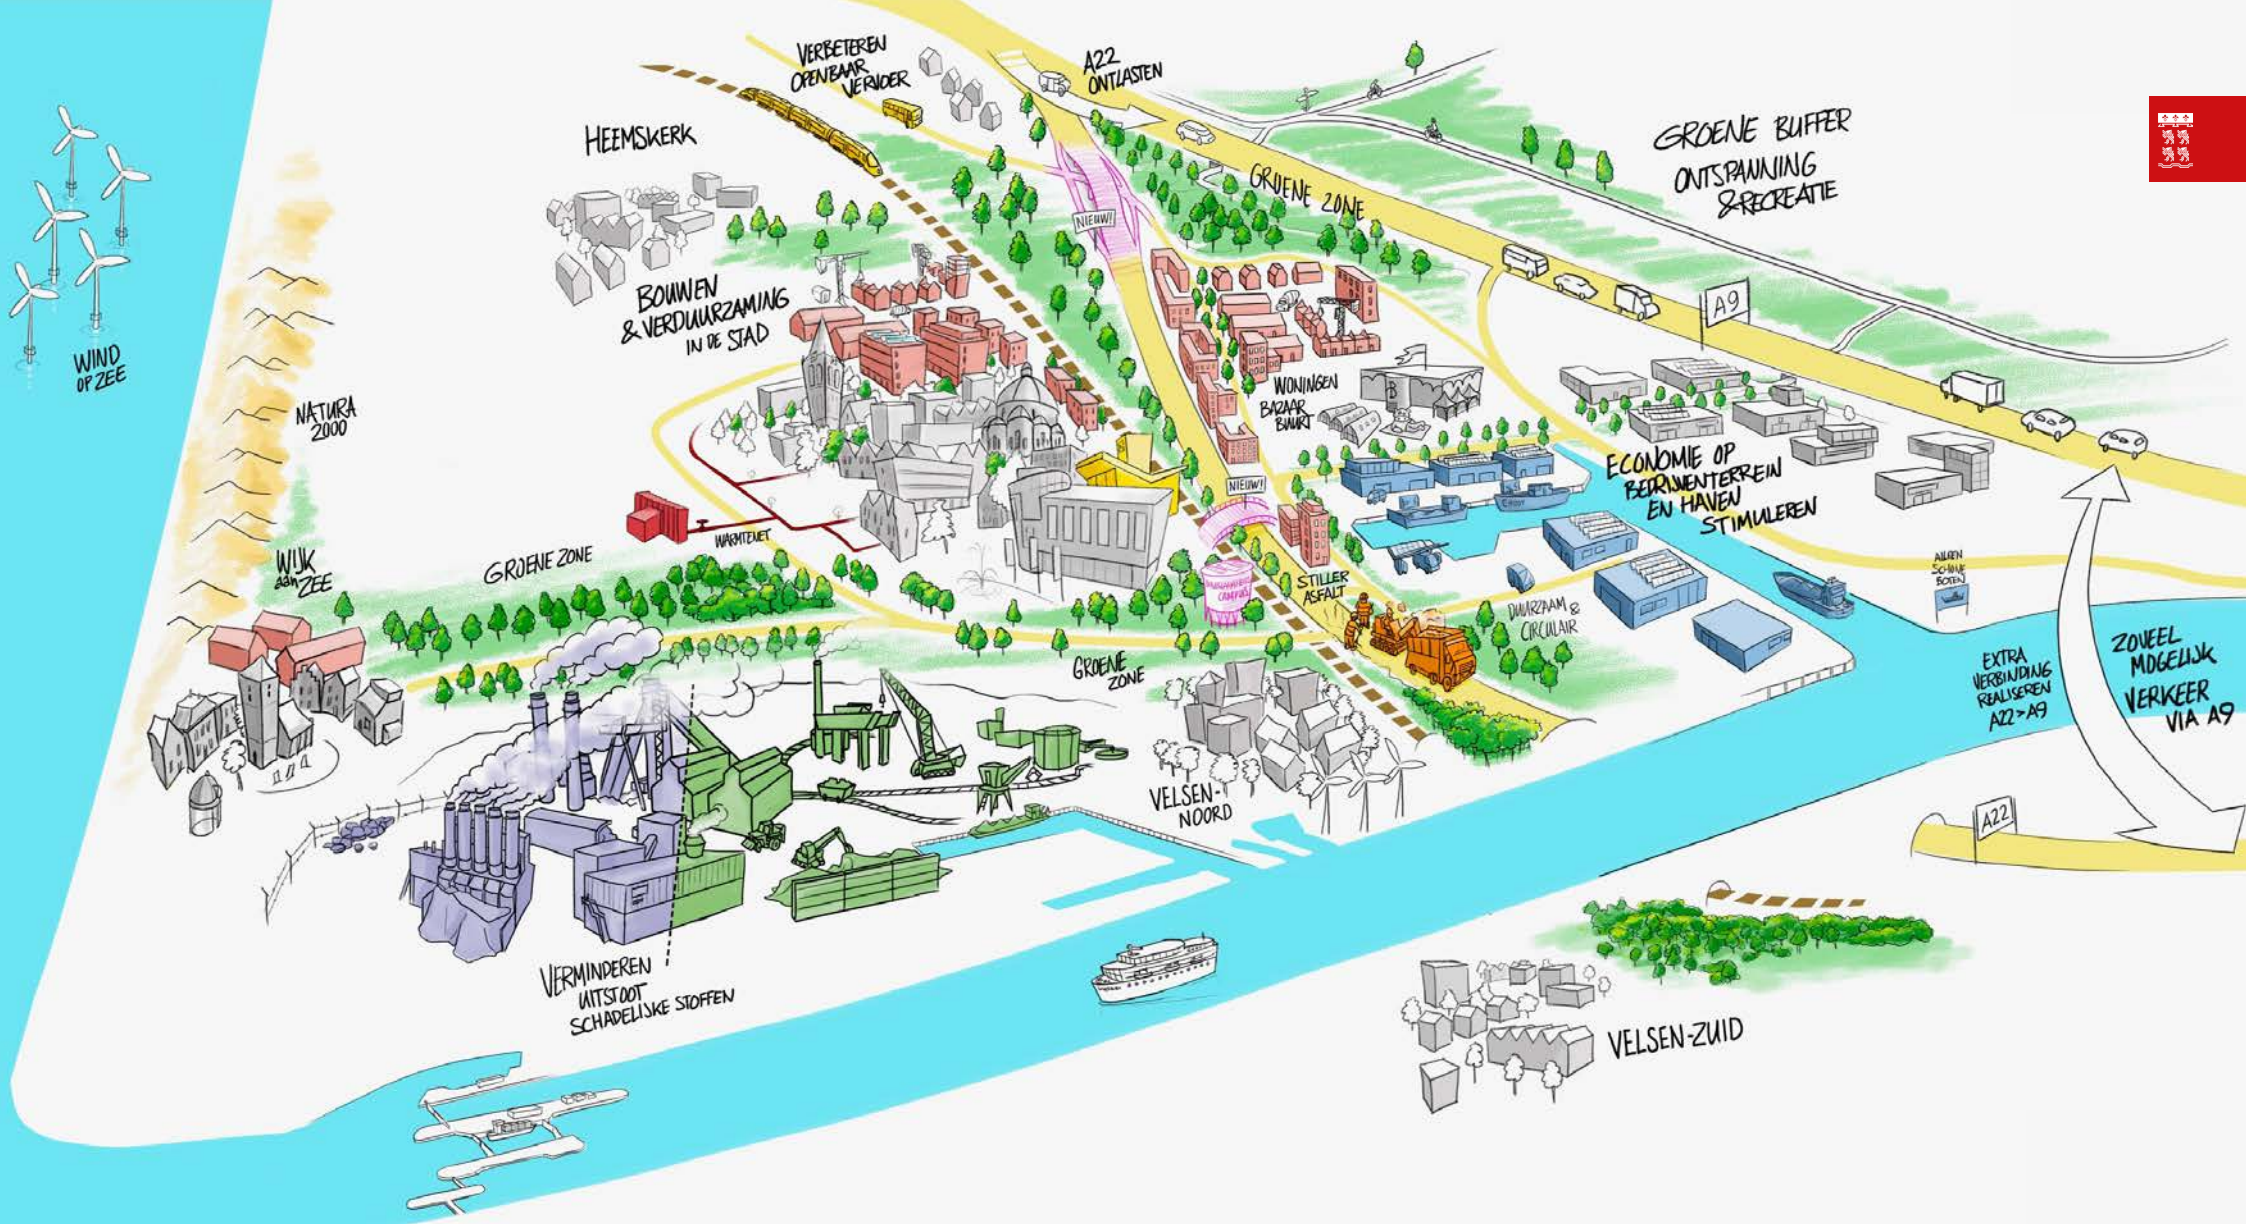 VERBETEREN
OPENBAAR
VERVOER
A22
ONTLASTEN
HEEMSKERK
GROENE BUFFER
ONTSPANNING
& RECREATIE
GROENE ZONE
NIEUW!
BOUWEN
& VERDUURZAMING
IN DE STAD
A9
WIND
OP ZEE
NATURA
2000
WONINGEN
BAZAAR
BUURT
B
ECONOMIE OP
BEDRIJVENTERREIN
EN HAVEN
STIMULEREN
NIEUW!
WARMTENET
WIJK
aan
ZEE
GROENE ZONE
STILLER
ASFALT
CAMPUS
DUURZAAM &
CIRCULAIR
ALLEEN
SCHONE
BOTEN
GROENE
ZONE
EXTRA
VERBINDING
REALISEREN
A22>A9
ZOVEEL
MOGELIJK
VERKEER
VIA A9
VELSEN-
NOORD
A22
VERMINDEREN
UITSTOOT
SCHADELIJKE STOFFEN
VELSEN-ZUID